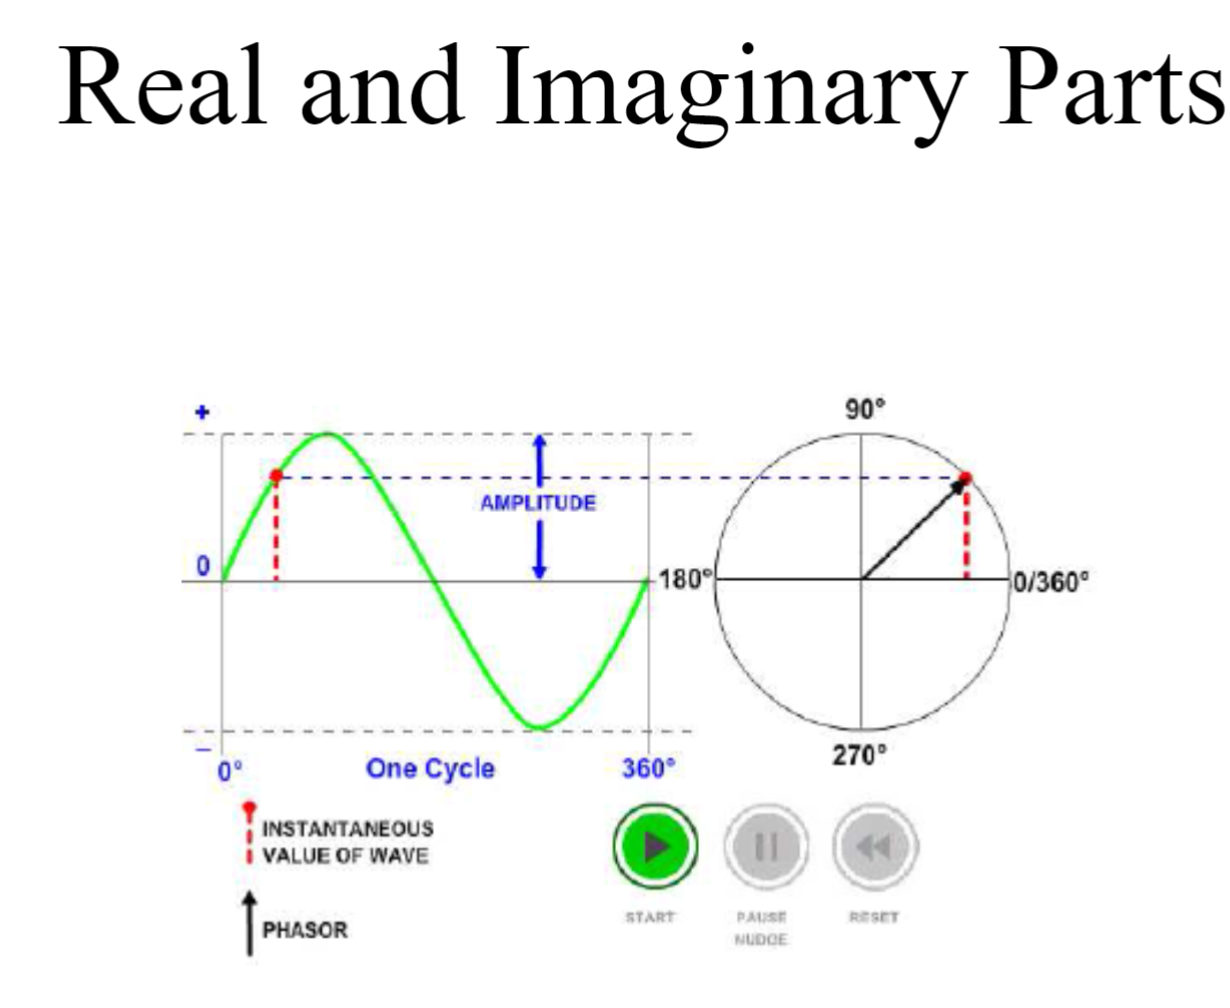 Real and Imaginary Parts
+
90°
AMPLITUDE
0
180°
0/360°
–
0°
One Cycle
360°
270°
INSTANTANEOUS
VALUE OF WAVE
PHASOR
START
PAUSE
NUDGE
RESET